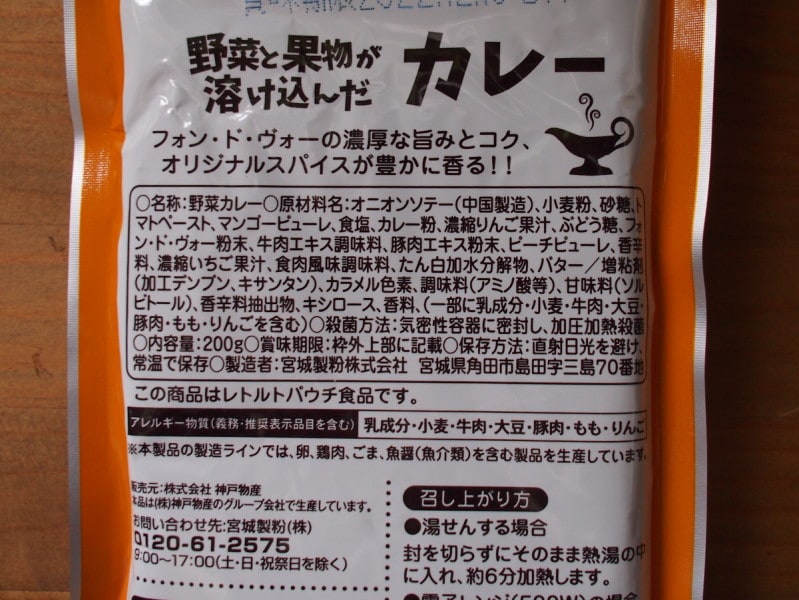 野菜と果物が
溶け込んだ
カレー
フォン・ド・ヴォーの濃厚な旨みとコク、
オリジナルスパイスが豊かに香る!!
○名称:野菜カレー○原材料名:オニオンソテー(中国製造)、小麦粉、砂糖、ト
マトペースト、マンゴーピューレ、食塩、カレー粉、濃縮りんご果汁、ぶどう糖、フォ
ン・ド・ヴォー粉末、牛肉エキス調味料、豚肉エキス粉末、ピーチピューレ、香辛
料、濃縮いちご果汁、食肉風味調味料、たん白加水分解物、バター/増粘剤
(加工デンプン、キサンタン)、カラメル色素、調味料(アミノ酸等)、甘味料(ソル
ビトール)、香辛料抽出物、キシロース、香料、(一部に乳成分・小麦・牛肉・大豆・
豚肉・もも・りんごを含む)○殺菌方法:気密性容器に密封し、加圧加熱殺菌
○内容量:200g○賞味期限:枠外上部に記載○保存方法:直射日光を避け、
常温で保存○製造者:宮城製粉株式会社 宮城県角田市島田字三島70番地
この商品はレトルトパウチ食品です。
アレルギー物質(義務・推奨表示品目を含む) 乳成分・小麦・牛肉・大豆・豚肉・もも・りんご
※本製品の製造ラインでは、卵、鶏肉、ごま、魚醤(魚介類)を含む製品を生産しています。
販売元:株式会社 神戸物産
本品は(株)神戸物産のグループ会社で生産しています。
お問い合わせ先:宮城製粉(株)
0120-61-2575
9:00~17:00(土・日・祝祭日を除く)
召し上がり方
●湯せんする場合
封を切らずにそのまま熱湯の中
に入れ、約6分加熱します。
●電子レンジ(500W)の場合